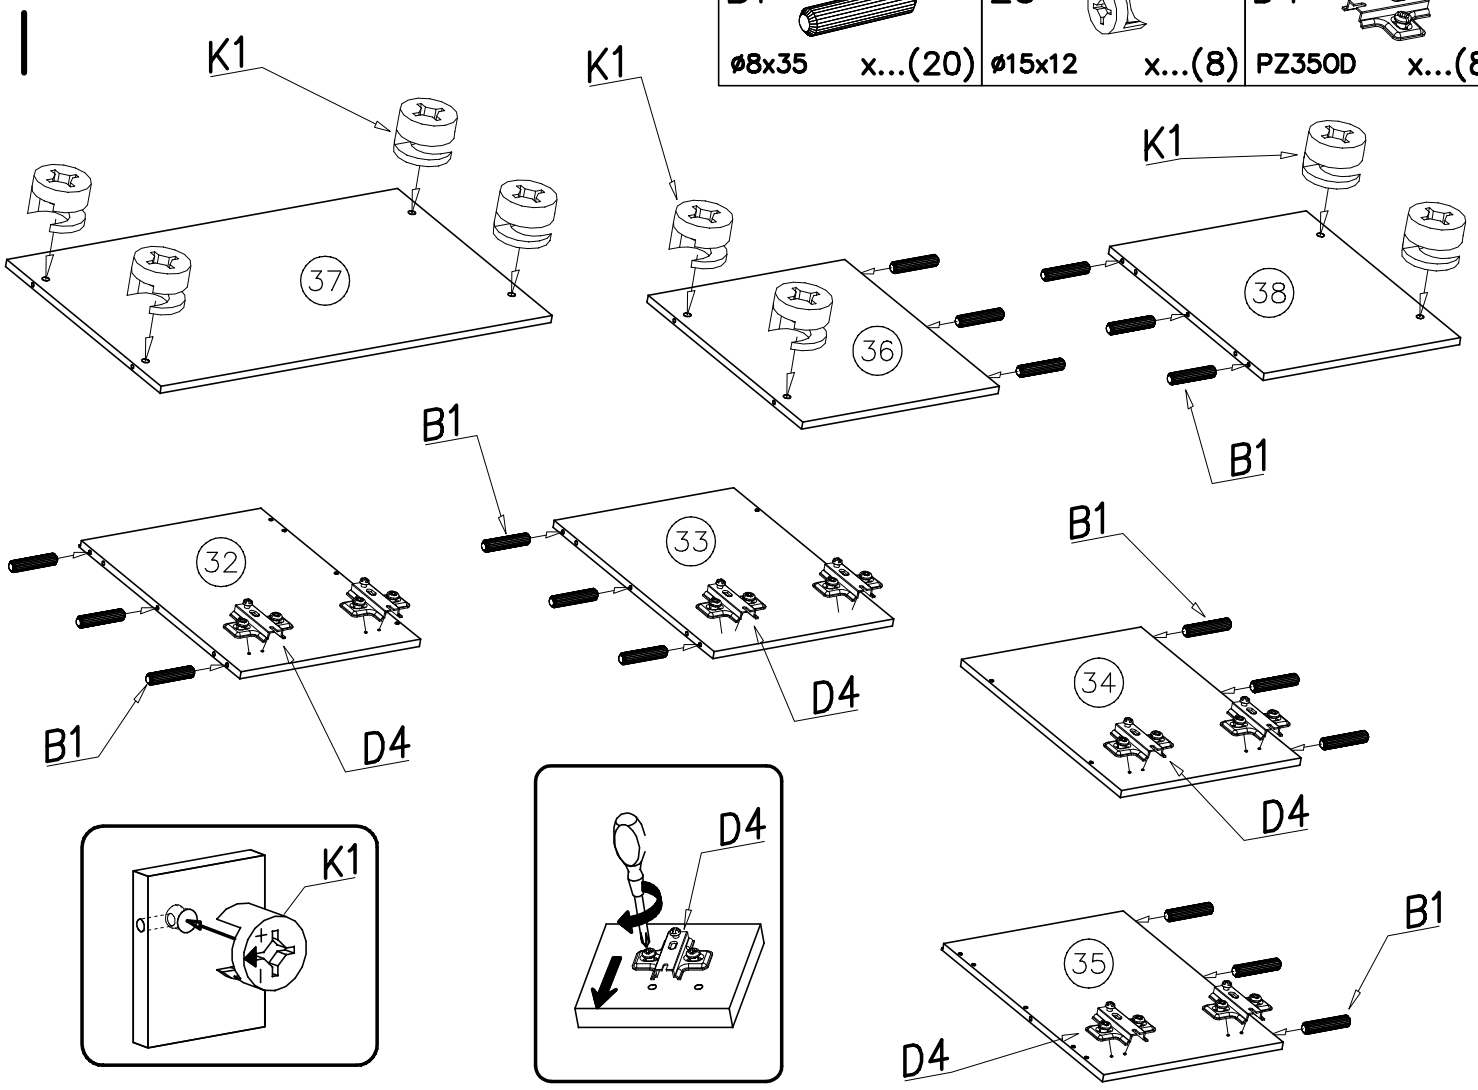 I
ø8x35 x...(20)
ø15x12 x...(8)
PZ350D
K1
K1
K1
37
36
38
B1
B1
32
33
B1
34
D4
B1
D4
D4
K1
D4
35
B1
D4